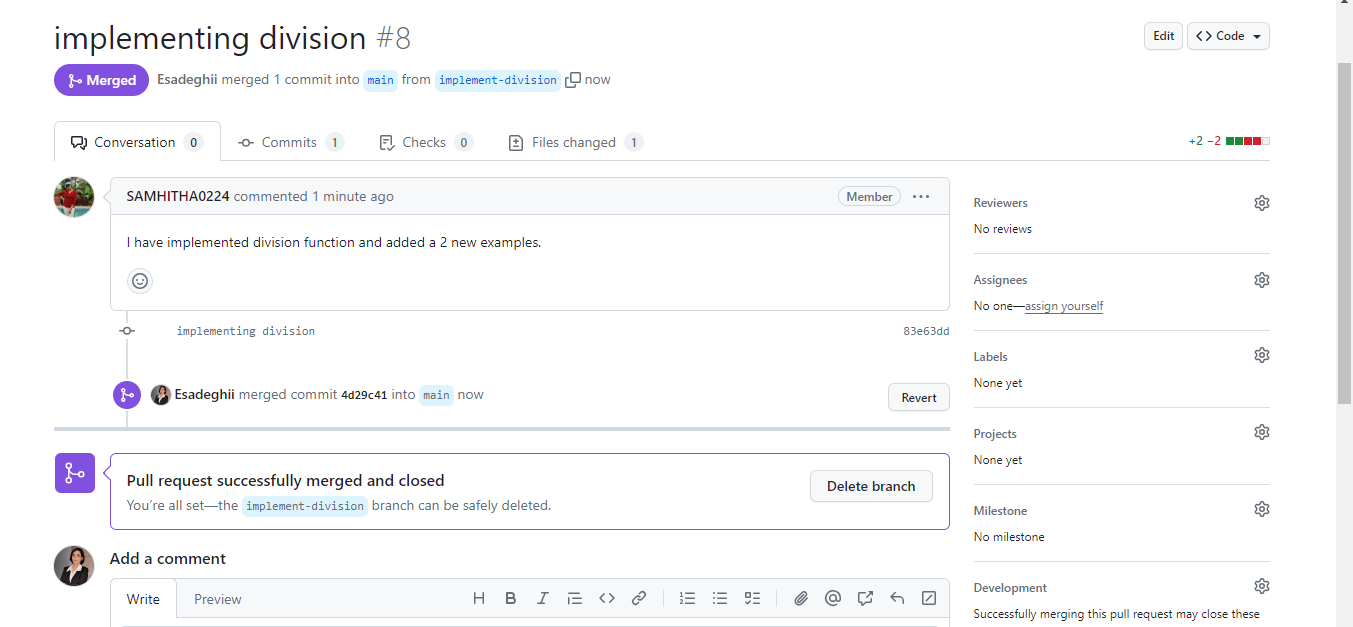 implementing division #8
Edit
Code
Merged
Esadeghii merged 1 commit into main from implement-division now
Conversation 0
Commits 1
Checks 0
Files changed 1
+2 −2
SAMHITHA0224 commented 1 minute ago
Member
I have implemented division function and added a 2 new examples.
implementing division
83e63dd
Esadeghii merged commit 4d29c41 into main now
Revert
Pull request successfully merged and closed
You're all set—the implement-division branch can be safely deleted.
Delete branch
Add a comment
Write
Preview
Reviewers
No reviews
Assignees
No one—assign yourself
Labels
None yet
Projects
None yet
Milestone
No milestone
Development
Successfully merging this pull request may close these